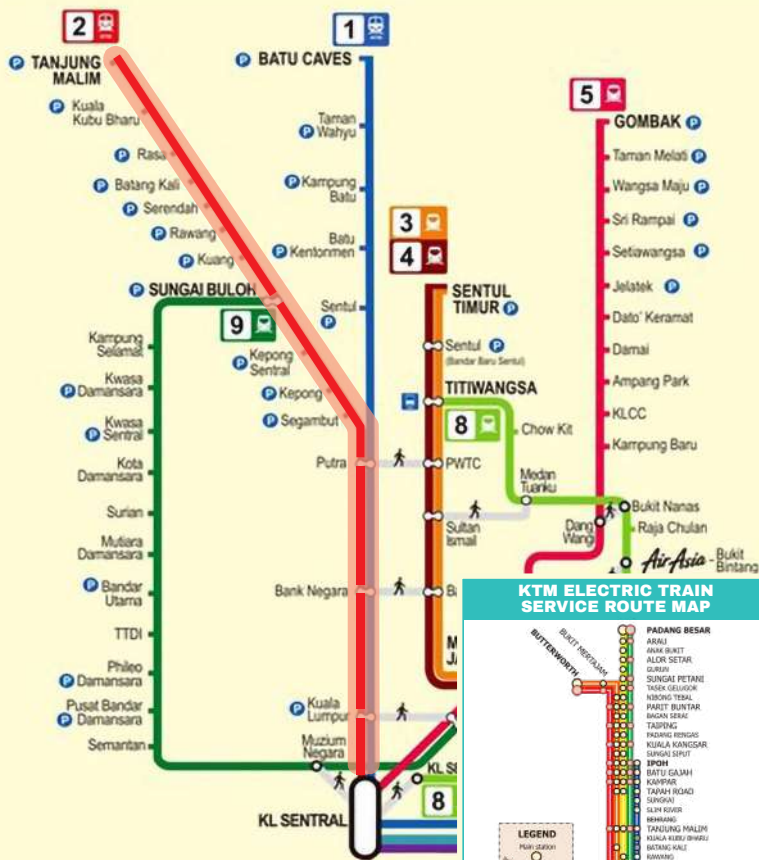 2
TANJUNG
MALIM
Kuala
Kubu Bharu
Rasa
Batang Kali
Serendah
Rawang
Kuang
SUNGAI BULOH
9
Kampung
Selamat
Kwasa
Damansara
Kwasa
Sentral
Kota
Damansara
Surian
Mutiara
Damansara
Bandar
Utama
TTDI
Phileo
Damansara
Pusat Bandar
Damansara
Semantan
Kepong
Sentral
Kepong
Segambut
1
BATU CAVES
Taman
Wahyu
Kampung
Batu
Batu
Kentonmen
Sentul
Putra
Bank Negara
Kuala
Lumpur
Muzium
Negara
KL SENTRAL
3
4
SENTUL
TIMUR
Sentul
(Bandar Baru Sentul)
TITIWANGSA
8
Chow Kit
PWTC
Medan
Tuanku
Sultan
Ismail
Bukit Nanas
Raja Chulan
AirAsia - Bukit
Bintang
5
GOMBAK
Taman Melati
Wangsa Maju
Sri Rampai
Setiawangsa
Jelatek
Dato' Keramat
Damai
Ampang Park
KLCC
Kampung Baru
Dang
Wangi
8
KTM ELECTRIC TRAIN
SERVICE ROUTE MAP
BUTTERWORTH
BUKIT MERTAJAM
PADANG BESAR
ARAU
ANAK BUKIT
ALOR SETAR
GURUN
SUNGAI PETANI
TASEK GELUGOR
NIBONG TEBAL
PARIT BUNTAR
BAGAN SERAI
TAIPING
PADANG RENGAS
KUALA KANGSAR
SUNGAI SIPUT
IPOH
BATU GAJAH
KAMPAR
TAPAH ROAD
SUNGKAI
SLIM RIVER
BEHRANG
TANJUNG MALIM
KUALA KUBU BHARU
BATANG KALI
RAWANG
LEGEND
Main station